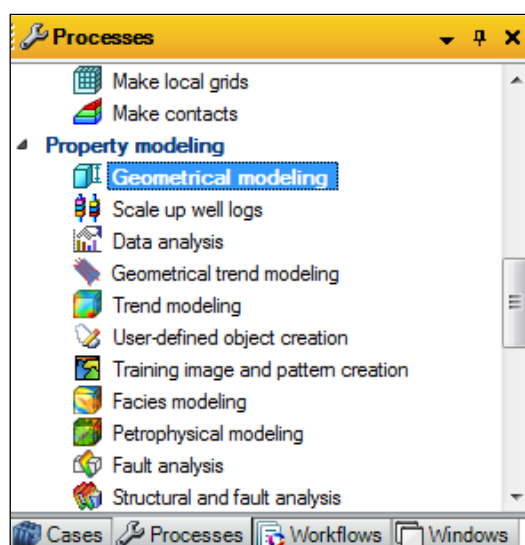 Processes
Make local grids
Make contacts
Property modeling
Geometrical modeling
Scale up well logs
Data analysis
Geometrical trend modeling
Trend modeling
User-defined object creation
Training image and pattern creation
Facies modeling
Petrophysical modeling
Fault analysis
Structural and fault analysis
Cases Processes Workflows Windows